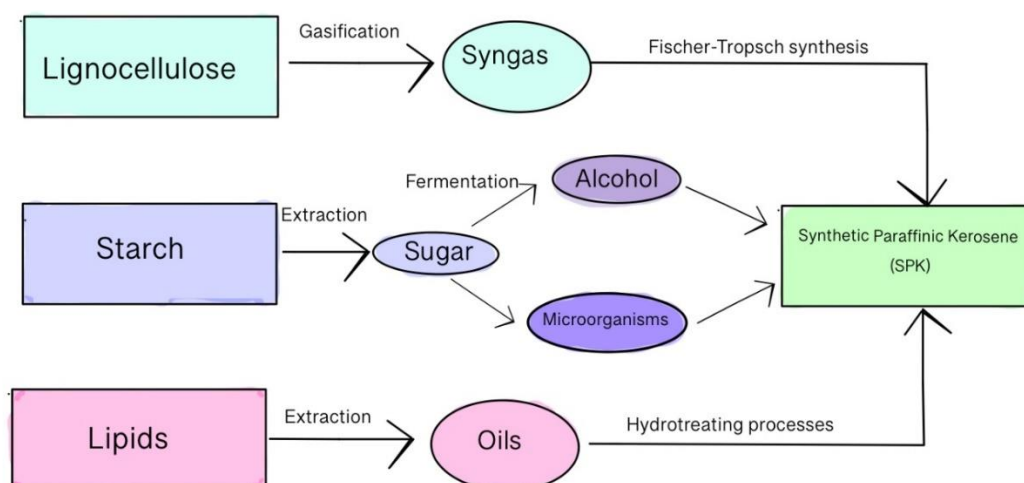 Gasification
Lignocellulose
Syngas
Fischer-Tropsch synthesis
Fermentation
Alcohol
Extraction
Starch
Sugar
Synthetic Paraffinic Kerosene
(SPK)
Microorganisms
Extraction
Lipids
Oils
Hydrotreating processes